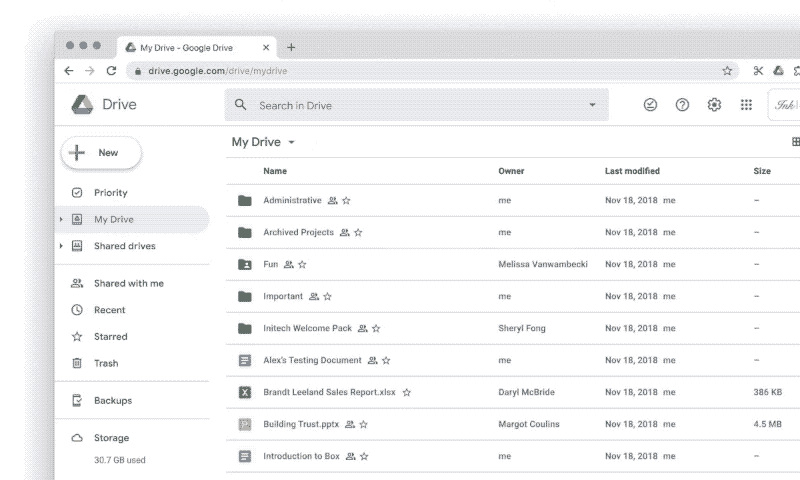 My Drive - Google Drive
drive.google.com/drive/mydrive
Drive
Search in Drive
New
My Drive
Priority
My Drive
Shared drives
Shared with me
Recent
Starred
Trash
Backups
Storage
30.7 GB used
Name Owner Last modified Size
Administrative me Nov 18, 2018 me –
Archived Projects me Nov 18, 2018 me –
Fun Melissa Vanwambecki Nov 18, 2018 me –
Important me Nov 18, 2018 me –
Initech Welcome Pack Sheryl Fong Nov 18, 2018 me –
Alex's Testing Document me Nov 18, 2018 me –
Brandt Leeland Sales Report.xlsx Daryl McBride Nov 18, 2018 me 386 KB
Building Trust.pptx Margot Coulins Nov 18, 2018 me 4.5 MB
Introduction to Box me Nov 18, 2018 me –